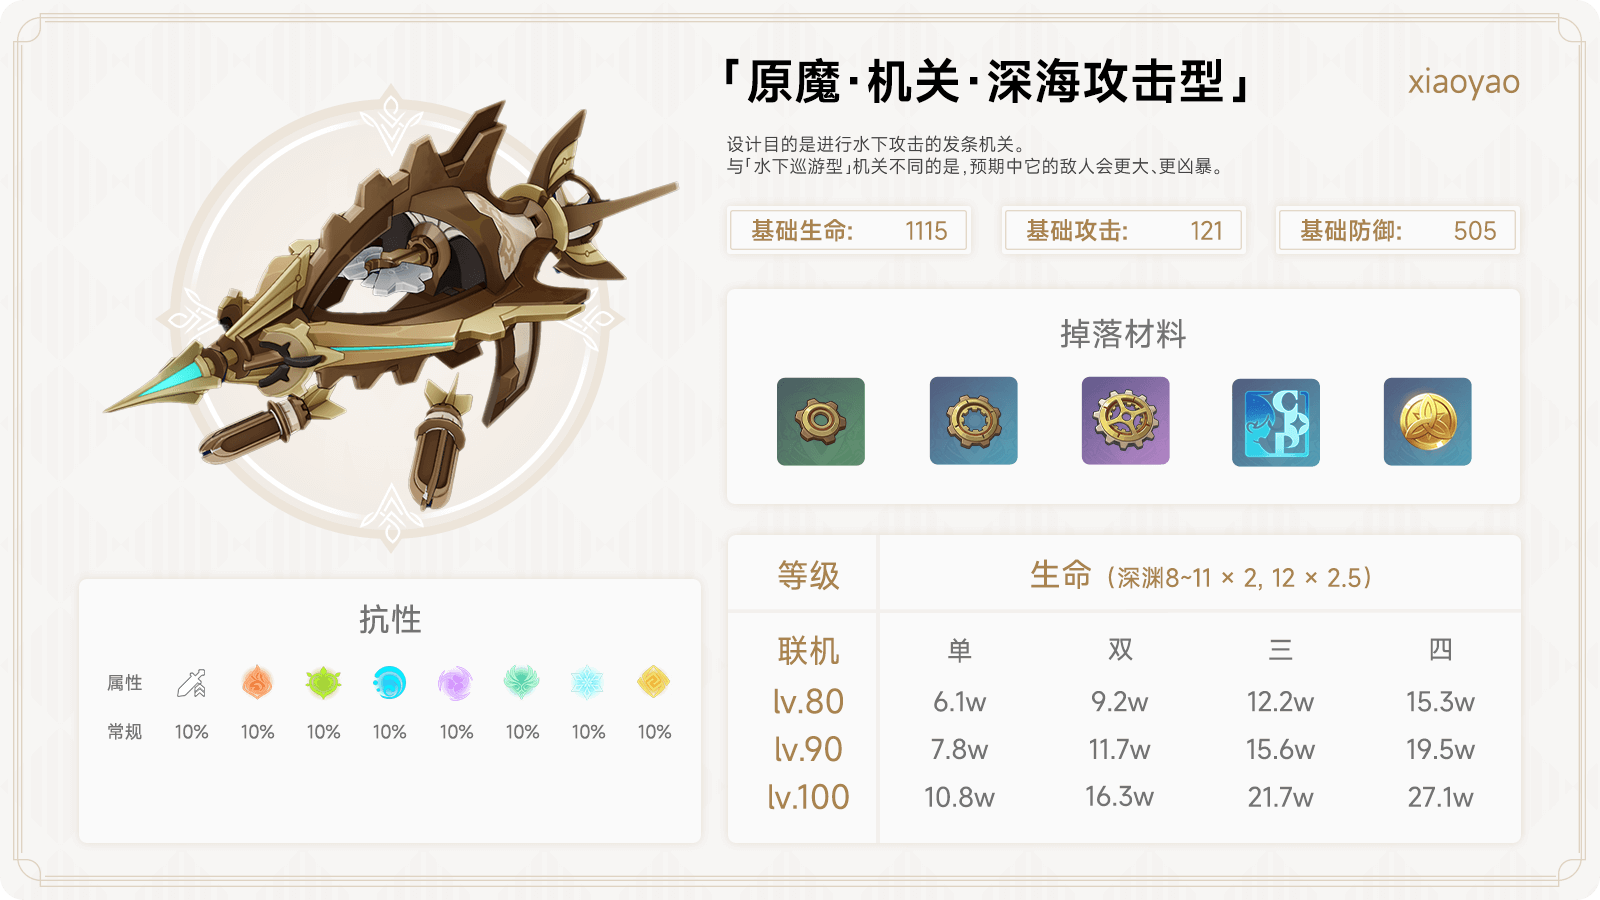 「原魔·机关·深海攻击型」
xiaoyao
设计目的是进行水下攻击的发条机关。
与「水下巡游型」机关不同的是,预期中它的敌人会更大、更凶暴。
基础生命: 1115
基础攻击: 121
基础防御: 505
掉落材料
抗性
属性
常规 10% 10% 10% 10% 10% 10% 10% 10%
等级 生命 (深渊8~11 × 2, 12 × 2.5)
联机 单 双 三 四
lv.80 6.1w 9.2w 12.2w 15.3w
lv.90 7.8w 11.7w 15.6w 19.5w
lv.100 10.8w 16.3w 21.7w 27.1w